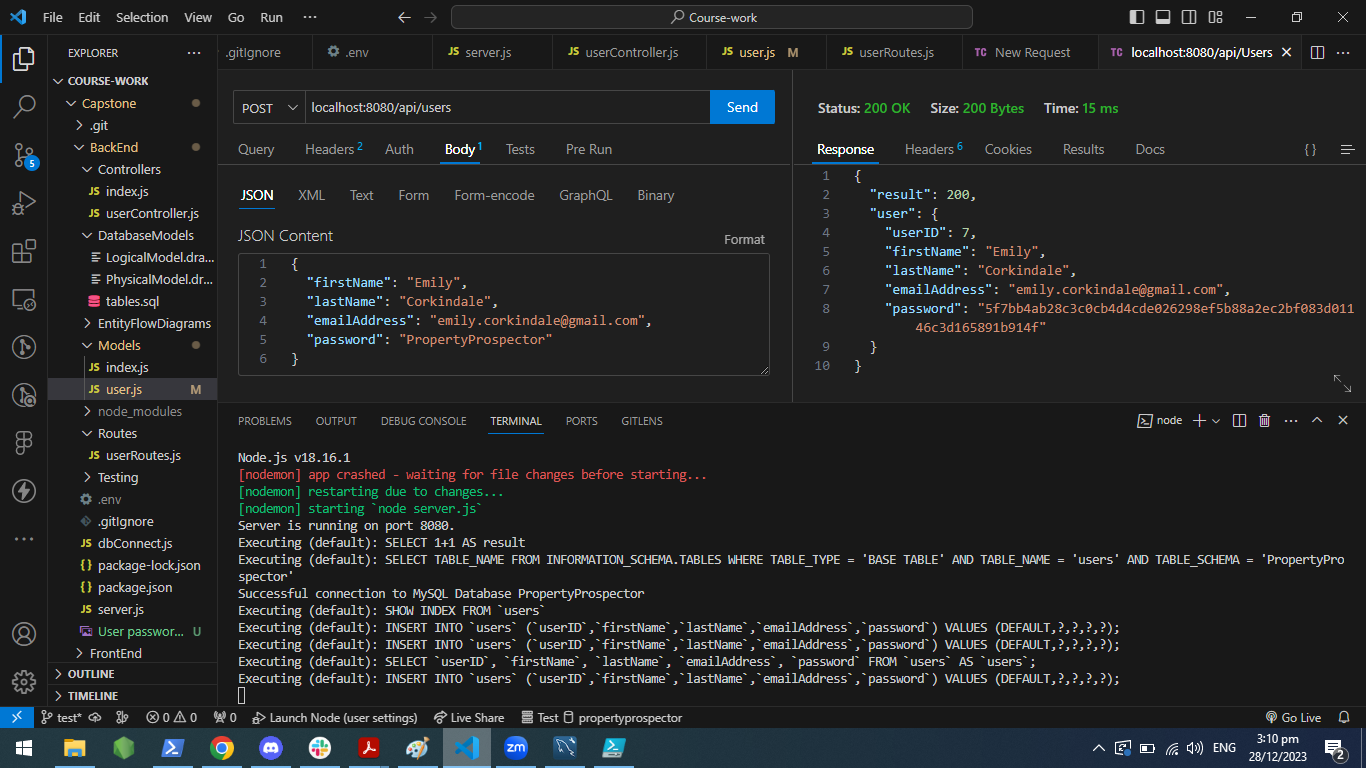 File Edit Selection View Go Run ··· Course-work
EXPLORER ···
COURSE-WORK
Capstone
.git
BackEnd
Controllers
JS index.js
JS userController.js
DatabaseModels
LogicalModel.dra...
PhysicalModel.dr...
tables.sql
EntityFlowDiagrams
Models
JS index.js
JS user.js M
node_modules
Routes
JS userRoutes.js
Testing
.env
.gitIgnore
JS dbConnect.js
{} package-lock.json
{} package.json
JS server.js
User passwor... U
FrontEnd
OUTLINE
TIMELINE
5
.gitIgnore .env JS server.js JS userController.js JS user.js M JS userRoutes.js TC New Request TC localhost:8080/api/Users
POST localhost:8080/api/users Send
Query Headers 2 Auth Body 1 Tests Pre Run
JSON XML Text Form Form-encode GraphQL Binary
JSON Content Format
1 {
2 "firstName": "Emily",
3 "lastName": "Corkindale",
4 "emailAddress": "emily.corkindale@gmail.com",
5 "password": "PropertyProspector"
6 }
Status: 200 OK Size: 200 Bytes Time: 15 ms
Response Headers 6 Cookies Results Docs {}
1 {
2 "result": 200,
3 "user": {
4 "userID": 7,
5 "firstName": "Emily",
6 "lastName": "Corkindale",
7 "emailAddress": "emily.corkindale@gmail.com",
8 "password": "5f7bb4ab28c3c0cb4d4cde026298ef5b88a2ec2bf083d011
46c3d165891b914f"
9 }
10 }
PROBLEMS OUTPUT DEBUG CONSOLE TERMINAL PORTS GITLENS node
Node.js v18.16.1
[nodemon] app crashed - waiting for file changes before starting...
[nodemon] restarting due to changes...
[nodemon] starting `node server.js`
Server is running on port 8080.
Executing (default): SELECT 1+1 AS result
Executing (default): SELECT TABLE_NAME FROM INFORMATION_SCHEMA.TABLES WHERE TABLE_TYPE = 'BASE TABLE' AND TABLE_NAME = 'users' AND TABLE_SCHEMA = 'PropertyPro
spector'
Successful connection to MySQL Database PropertyProspector
Executing (default): SHOW INDEX FROM `users`
Executing (default): INSERT INTO `users` (`userID`,`firstName`,`lastName`,`emailAddress`,`password`) VALUES (DEFAULT,?,?,?,?);
Executing (default): INSERT INTO `users` (`userID`,`firstName`,`lastName`,`emailAddress`,`password`) VALUES (DEFAULT,?,?,?,?);
Executing (default): SELECT `userID`, `firstName`, `lastName`, `emailAddress`, `password` FROM `users` AS `users`;
Executing (default): INSERT INTO `users` (`userID`,`firstName`,`lastName`,`emailAddress`,`password`) VALUES (DEFAULT,?,?,?,?);
test* 0 0 0 Launch Node (user settings) Live Share Test propertyprospector Go Live
zm ENG 3:10 pm
28/12/2023 2